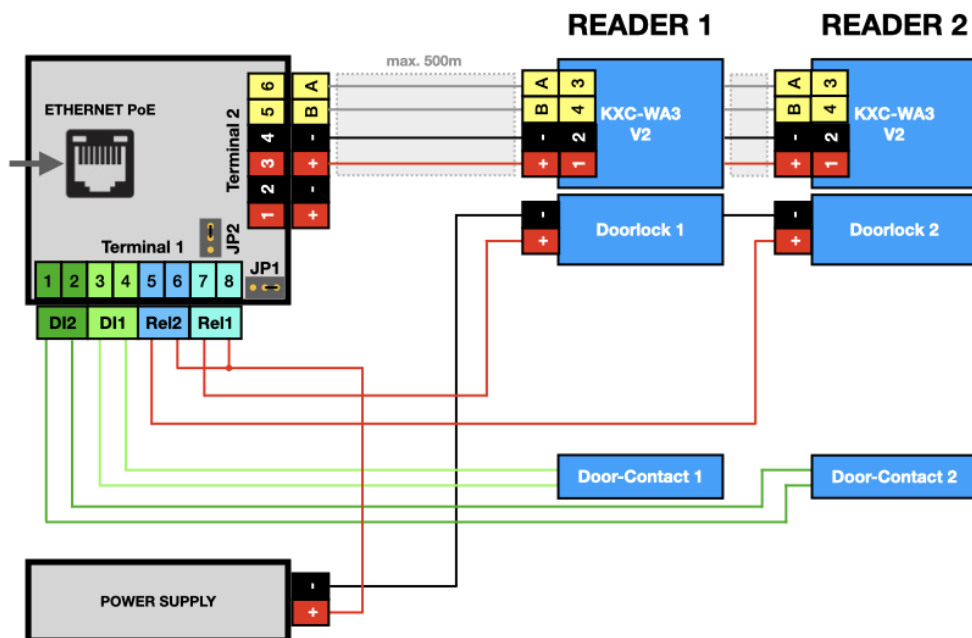 READER 1
READER 2
max. 500m
ETHERNET PoE
Terminal 2
6 A
5 B
4 -
3 +
2 -
1 +
A 3
B 4
- 2
+ 1
KXC-WA3
V2
A 3
B 4
- 2
+ 1
KXC-WA3
V2
Terminal 1
JP2
JP1
1 2 3 4 5 6 7 8
DI2 DI1 Rel2 Rel1
-
+
Doorlock 1
-
+
Doorlock 2
Door-Contact 1
Door-Contact 2
POWER SUPPLY
-
+